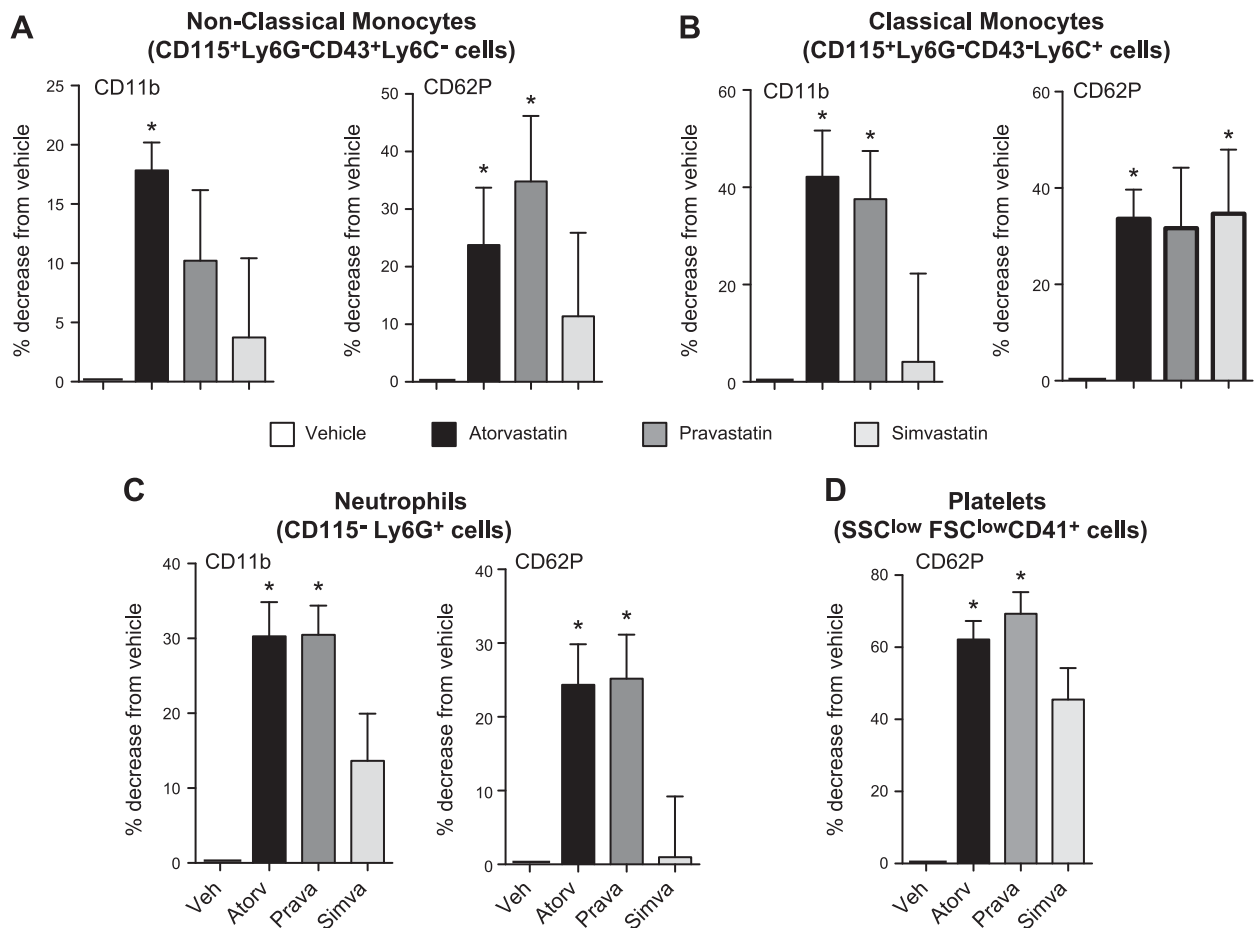 A
Non-Classical Monocytes
(CD115+Ly6G-CD43+Ly6C- cells)
B
Classical Monocytes
(CD115+Ly6G-CD43-Ly6C+ cells)
CD11b
% decrease from vehicle
25
20
15
10
5
0
*
CD62P
% decrease from vehicle
50
40
30
20
10
0
*
*
CD11b
% decrease from vehicle
60
40
20
0
*
*
CD62P
% decrease from vehicle
60
40
20
0
*
*
Vehicle
Atorvastatin
Pravastatin
Simvastatin
C
Neutrophils
(CD115- Ly6G+ cells)
D
Platelets
(SSClow FSClowCD41+ cells)
CD11b
% decrease from vehicle
40
30
20
10
0
*
*
Veh
Atorv
Prava
Simva
CD62P
% decrease from vehicle
40
30
20
10
0
*
*
Veh
Atorv
Prava
Simva
CD62P
% decrease from vehicle
80
60
40
20
0
*
*
Veh
Atorv
Prava
Simva